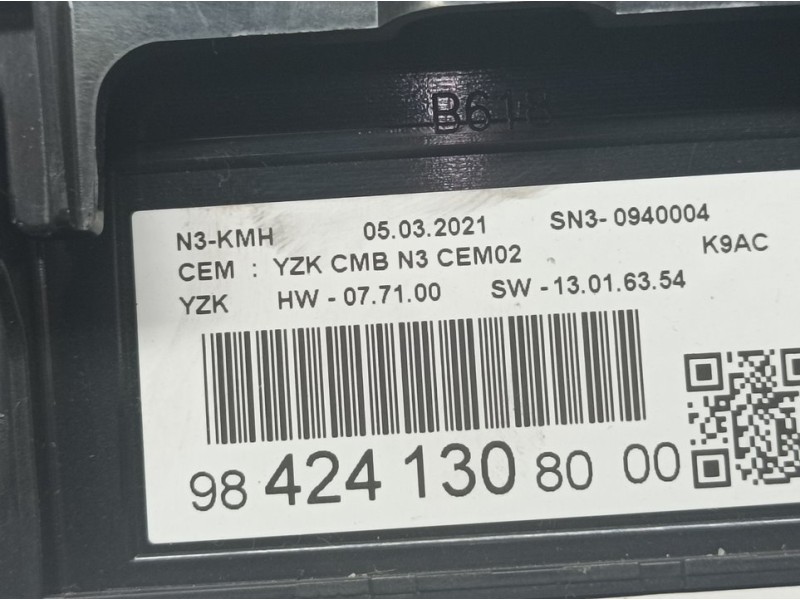 N3-KMH 05.03.2021 SN3- 0940004
CEM : YZK CMB N3 CEM02 K9AC
YZK HW - 07.71.00 SW - 13.01.63.54
98 424 130 80 00